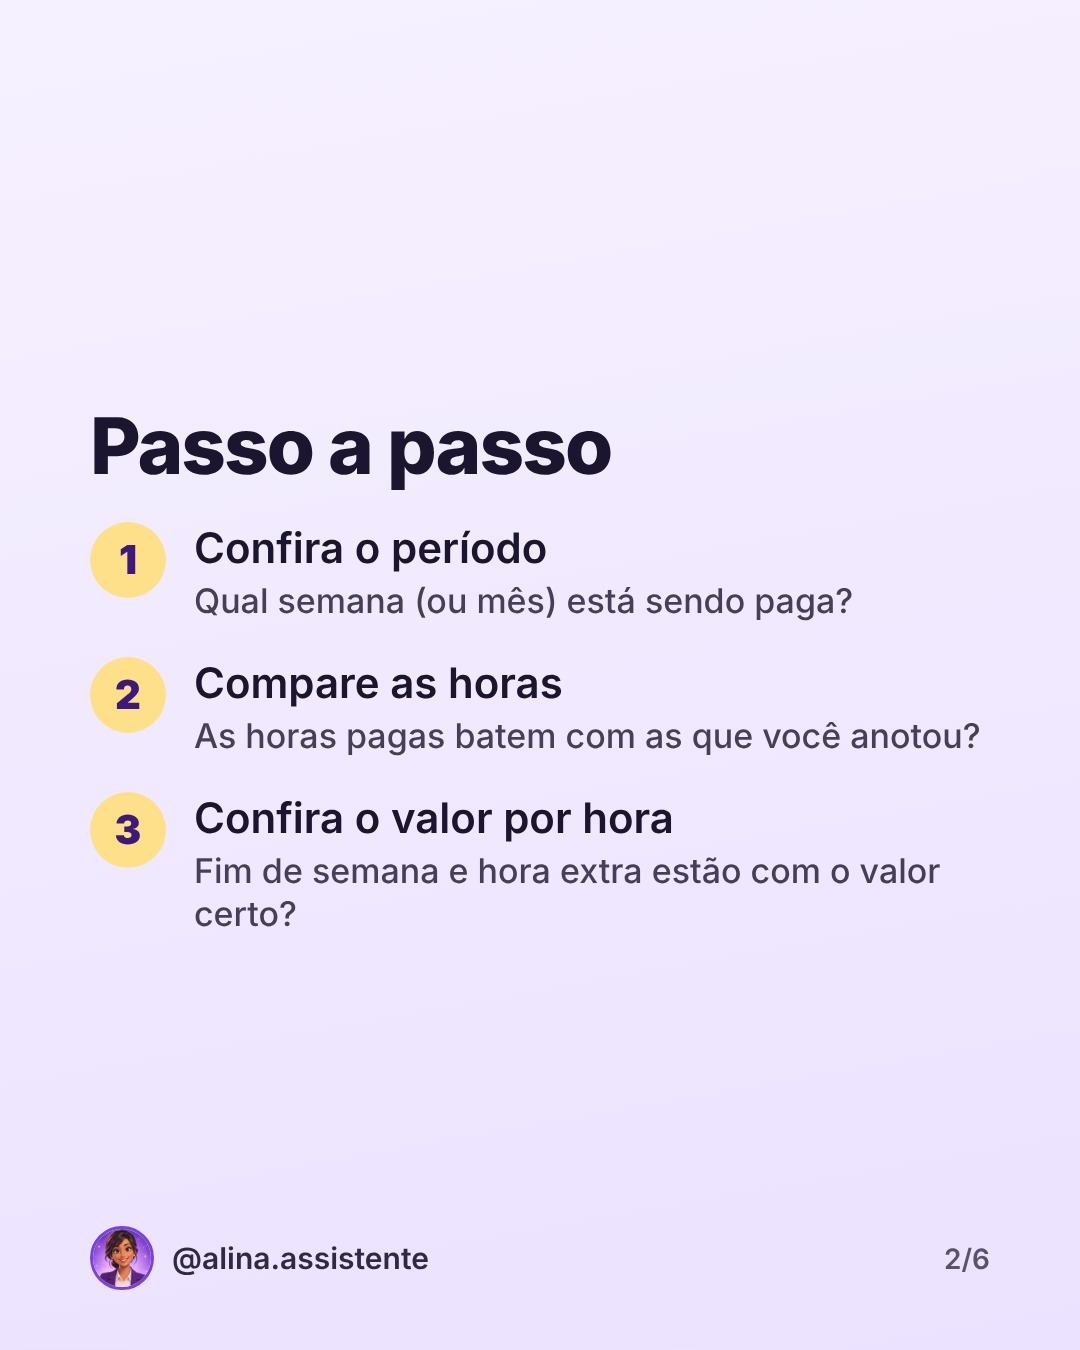 Passo a passo
1
Confira o período
Qual semana (ou mês) está sendo paga?
2
Compare as horas
As horas pagas batem com as que você anotou?
3
Confira o valor por hora
Fim de semana e hora extra estão com o valor
certo?
@alina.assistente
2/6